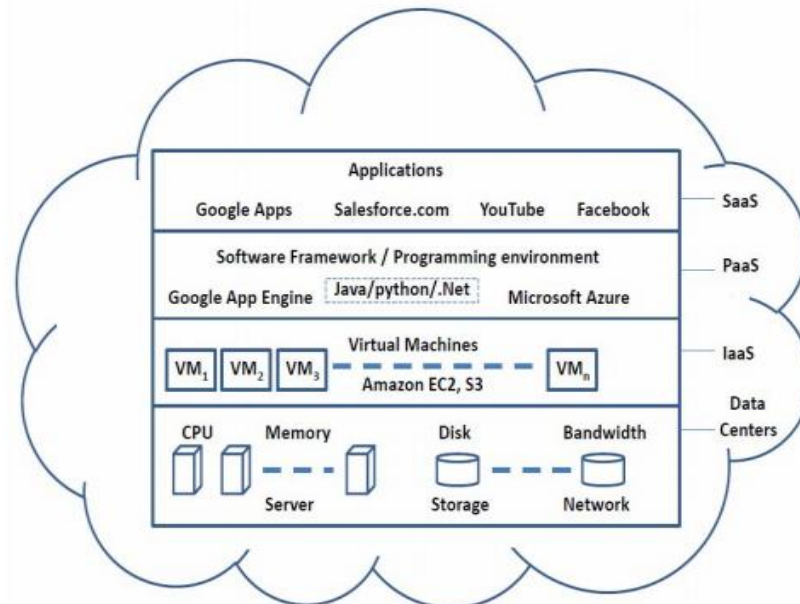 Applications
Google Apps Salesforce.com YouTube Facebook
SaaS
Software Framework / Programming environment
Google App Engine Java/python/.Net Microsoft Azure
PaaS
Virtual Machines
VM1 VM2 VM3 VMn
Amazon EC2, S3
IaaS
CPU Memory Disk Bandwidth
Server Storage Network
Data
Centers